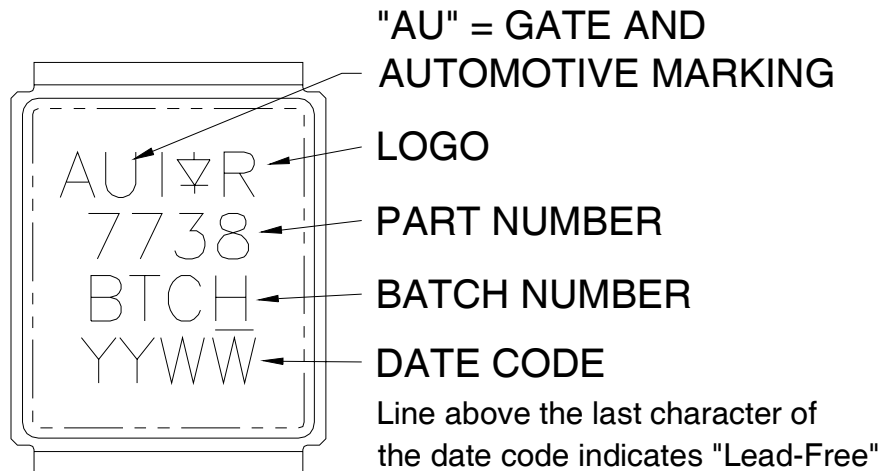 "AU" = GATE AND
AUTOMOTIVE MARKING
AUI R
LOGO
7738
PART NUMBER
BTCH
BATCH NUMBER
YYWW
DATE CODE
Line above the last character of
the date code indicates "Lead-Free"